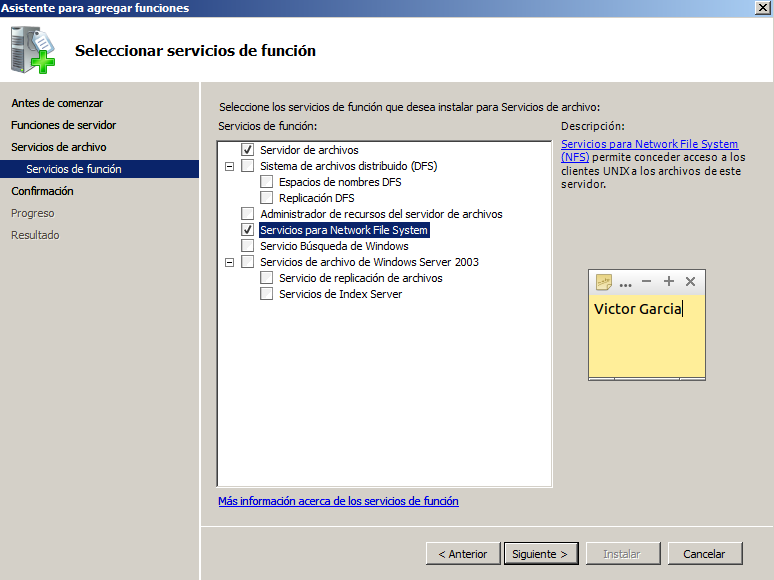 Asistente para agregar funciones
Seleccionar servicios de función
Antes de comenzar
Funciones de servidor
Servicios de archivo
Servicios de función
Confirmación
Progreso
Resultado
Seleccione los servicios de función que desea instalar para Servicios de archivo:
Servicios de función:
Servidor de archivos
Sistema de archivos distribuido (DFS)
Espacios de nombres DFS
Replicación DFS
Administrador de recursos del servidor de archivos
Servicios para Network File System
Servicio Búsqueda de Windows
Servicios de archivo de Windows Server 2003
Servicio de replicación de archivos
Servicios de Index Server
Más información acerca de los servicios de función
Descripción:
Servicios para Network File System
(NFS) permite conceder acceso a los
clientes UNIX a los archivos de este
servidor.
Victor Garcia
< Anterior
Siguiente >
Instalar
Cancelar